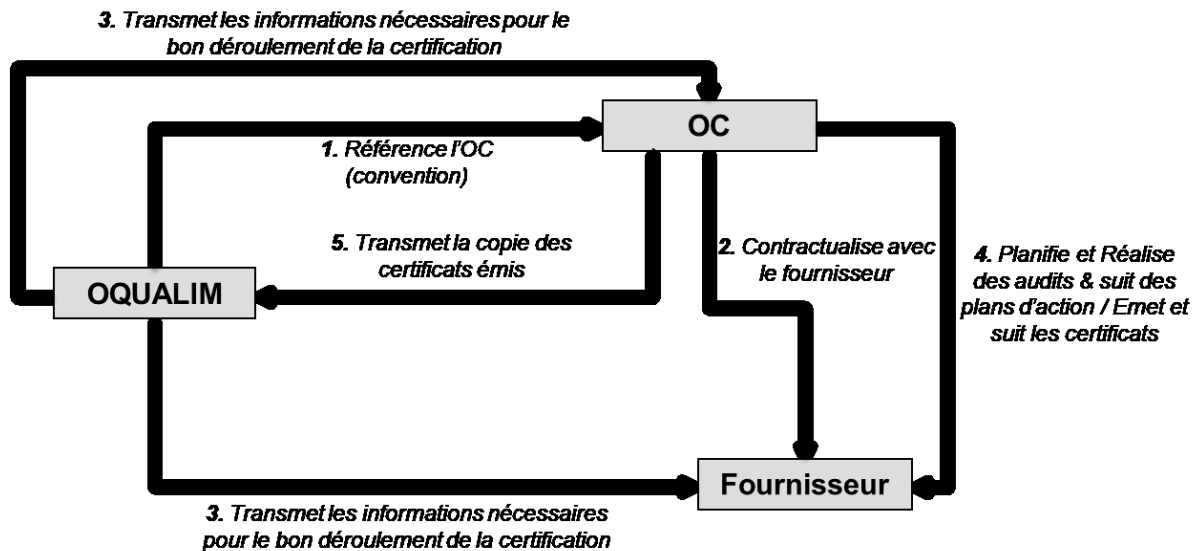 3. Transmet les informations nécessaires pour le
bon déroulement de la certification
OC
1. Référence l'OC
(convention)
5. Transmet la copie des
certificats émis
2. Contractualise avec
le fournisseur
4. Planifie et Réalise
des audits & suit des
plans d'action / Emet et
suit les certificats
OQUALIM
Fournisseur
3. Transmet les informations nécessaires
pour le bon déroulement de la certification